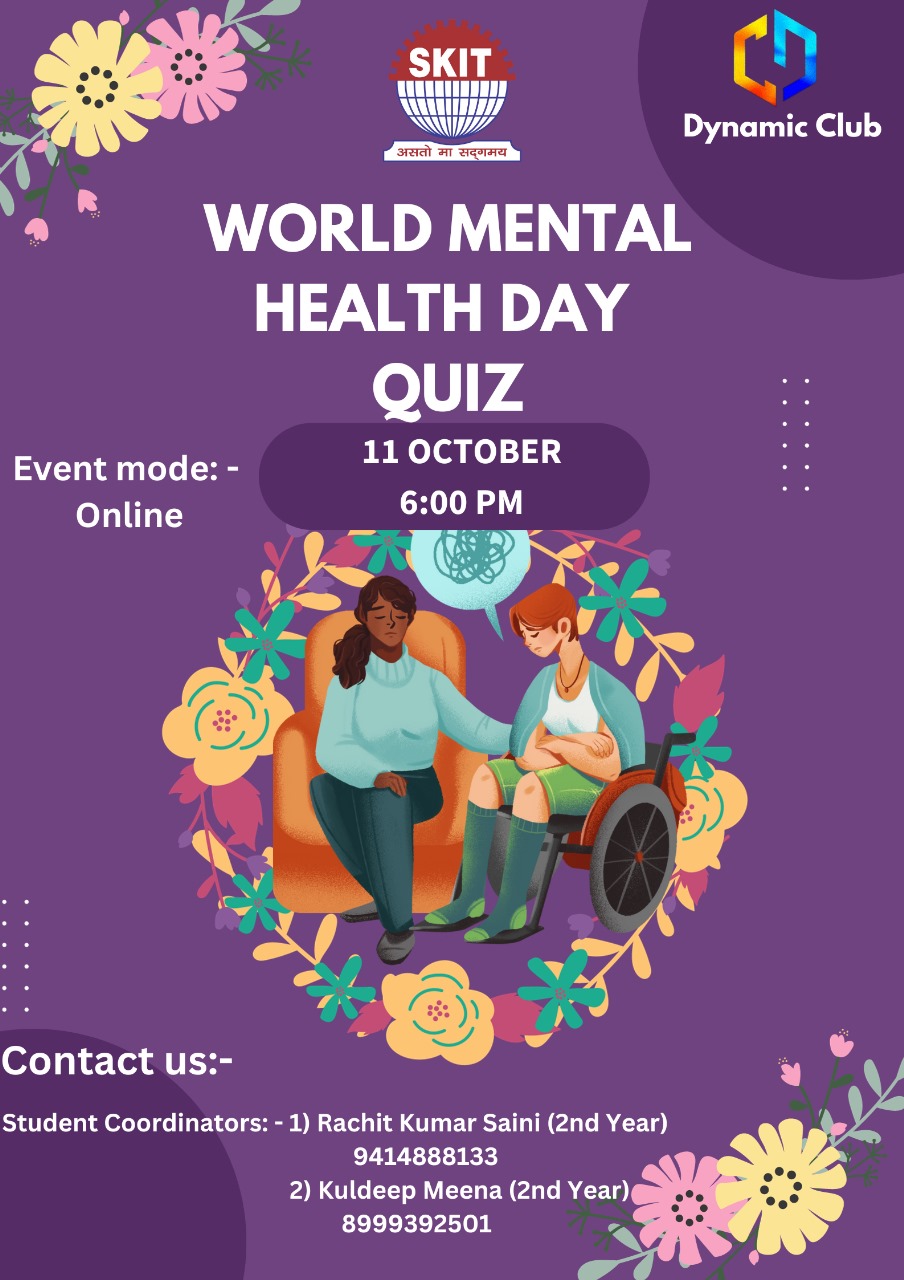 SKIT
असतो मा सद्गमय
Dynamic Club
WORLD MENTAL
HEALTH DAY
QUIZ
11 OCTOBER
6:00 PM
Event mode: -
Online
Contact us:-
Student Coordinators: - 1) Rachit Kumar Saini (2nd Year)
9414888133
2) Kuldeep Meena (2nd Year)
8999392501